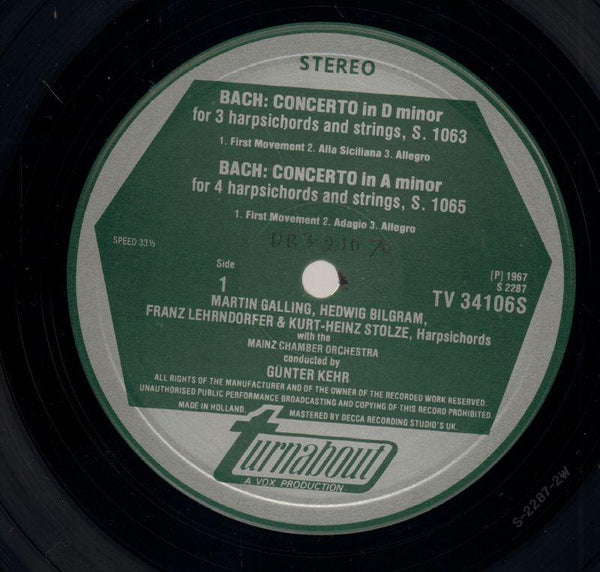 STEREO
BACH: CONCERTO in D minor
for 3 harpsichords and strings, S. 1063
1. First Movement 2. Alla Siciliana 3. Allegro
BACH: CONCERTO in A minor
for 4 harpsichords and strings, S. 1065
1. First Movement 2. Adagio 3. Allegro
SPEED 33⅓
Side
1
(P) 1967
S 2287
TV 34106S
MARTIN GALLING, HEDWIG BILGRAM,
FRANZ LEHRNDORFER & KURT-HEINZ STOLZE, Harpsichords
with the
MAINZ CHAMBER ORCHESTRA
conducted by
GÜNTER KEHR
ALL RIGHTS OF THE MANUFACTURER AND OF THE OWNER OF THE RECORDED WORK RESERVED.
UNAUTHORISED PUBLIC PERFORMANCE BROADCASTING AND COPYING OF THIS RECORD PROHIBITED.
MADE IN HOLLAND. MASTERED BY DECCA RECORDING STUDIO'S UK.
turnabout
A VOX PRODUCTION
S-2287-2W